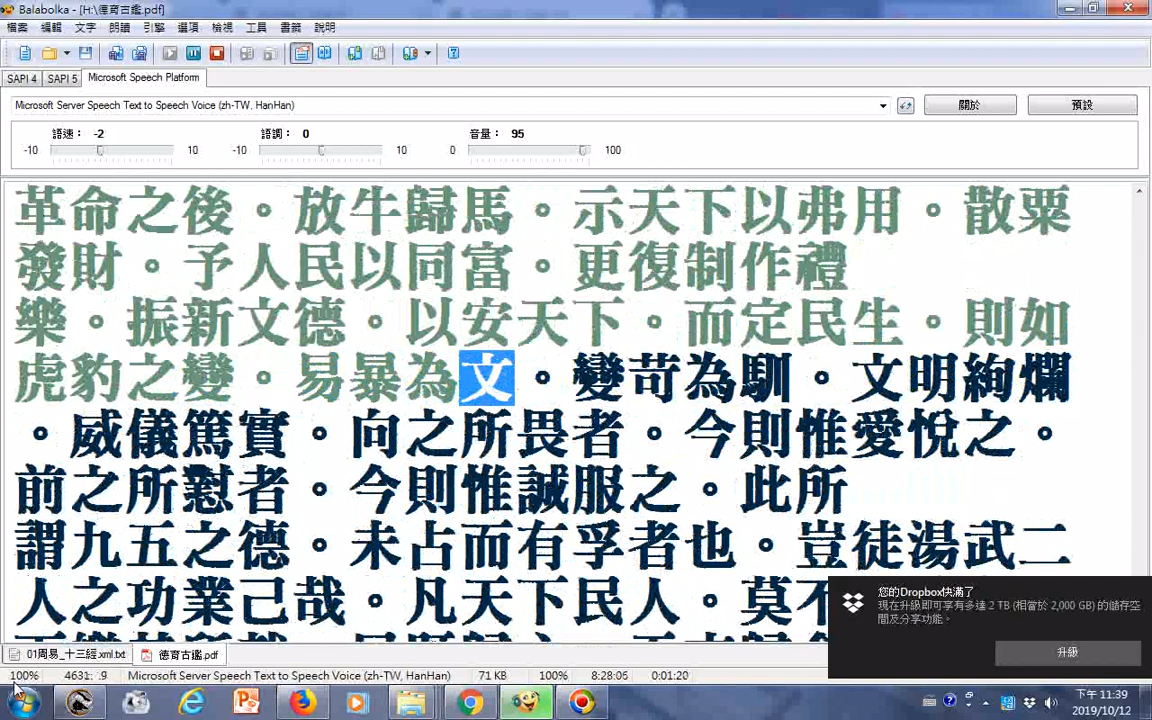 Balabolka - [H:\德育古鑑.pdf]
檔案 編輯 文字 朗讀 引擎 選項 檢視 工具 書籤 說明
SAPI 4 SAPI 5 Microsoft Speech Platform
Microsoft Server Speech Text to Speech Voice (zh-TW, HanHan) 關於 預設
語速： -2 語調： 0 音量： 95
-10 10 -10 10 0 100
革命之後。放牛歸馬。示天下以弗用。散粟
發財。予人民以同富。更復制作禮
樂。振新文德。以安天下。而定民生。則如
虎豹之變。易暴為文。變苛為馴。文明絢爛
。威儀篤實。向之所畏者。今則惟愛悅之。
前之所懟者。今則惟誠服之。此所
謂九五之德。未占而有孚者也。豈徒湯武二
人之功業己哉。凡天下民人。莫不
您的Dropbox快滿了
現在升級即可享有多達 2 TB (相當於 2,000 GB) 的儲存空
間及分享功能。
升級
01周易_十三經.xml.txt 德育古鑑.pdf
100% 4631: .9 Microsoft Server Speech Text to Speech Voice (zh-TW, HanHan) 71 KB 100% 8:28:05 0:01:20
下午 11:39
2019/10/12